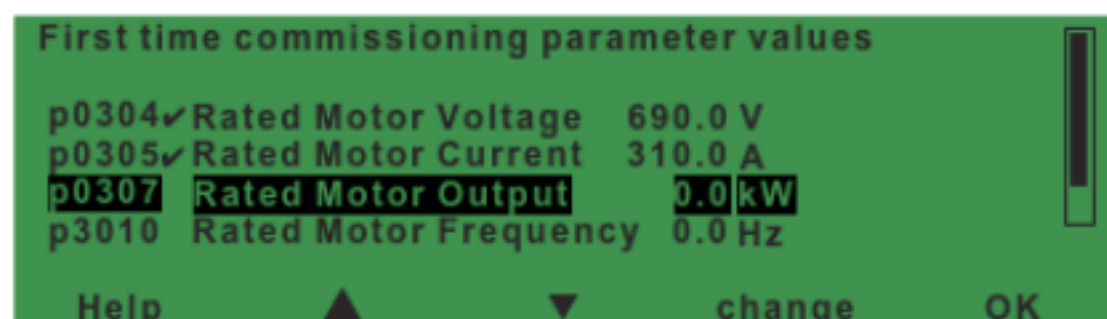 First time commissioning parameter values
p0304✔ Rated Motor Voltage 690.0 V
p0305✔ Rated Motor Current 310.0 A
p0307 Rated Motor Output 0.0 kW
p3010 Rated Motor Frequency 0.0 Hz
Help ▲ ▼ change OK